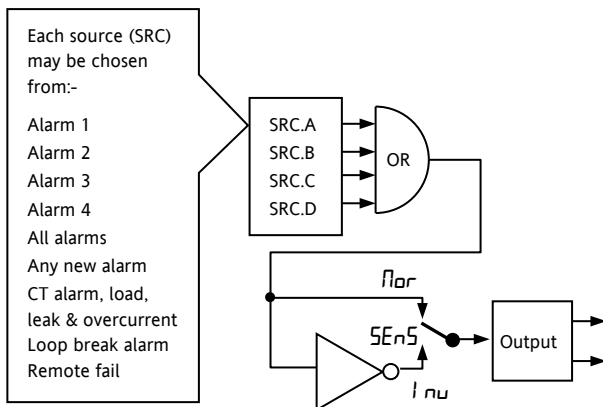 Each source (SRC)
may be chosen
from:-
Alarm 1
Alarm 2
Alarm 3
Alarm 4
All alarms
Any new alarm
CT alarm, load,
leak & overcurrent
Loop break alarm
Remote fail
SRC.A
SRC.B
SRC.C
SRC.D
OR
nor
SEnS
Inv
Output